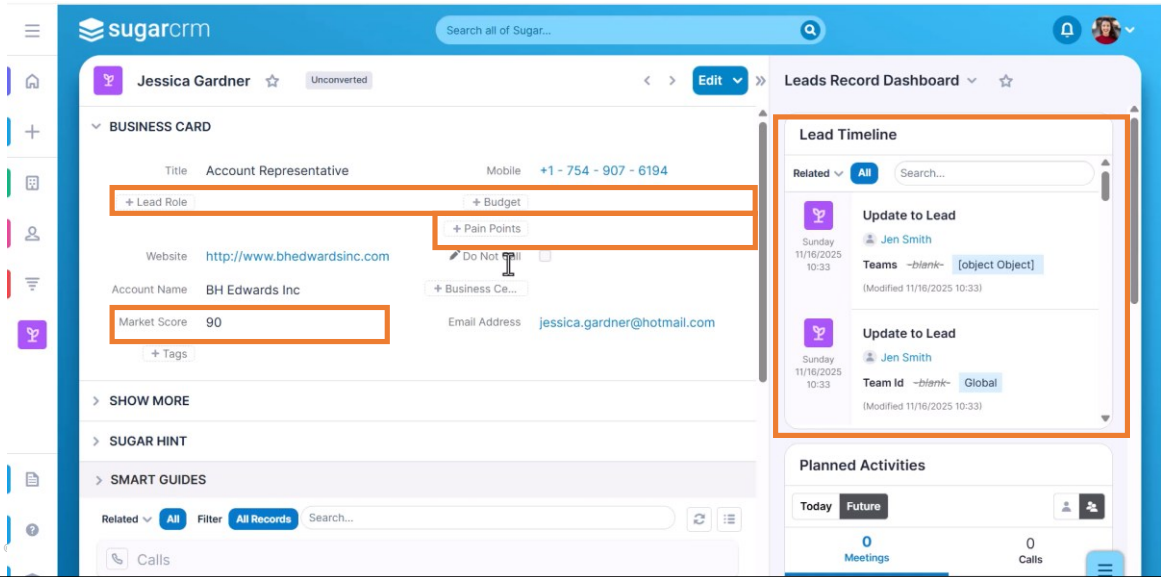 sugarcrm
Search all of Sugar...
Jessica Gardner
Unconverted
Edit
Leads Record Dashboard
BUSINESS CARD
Title Account Representative
Mobile +1 - 754 - 907 - 6194
+ Lead Role
+ Budget
+ Pain Points
Website http://www.bhedwardsinc.com
Do Not Call
Account Name BH Edwards Inc
+ Business Ce...
Market Score 90
Email Address jessica.gardner@hotmail.com
+ Tags
SHOW MORE
SUGAR HINT
SMART GUIDES
Related All Filter All Records Search...
Calls
Lead Timeline
Related All Search...
Update to Lead
Jen Smith
Sunday
11/16/2025
10:33
Teams -blank- [object Object]
(Modified 11/16/2025 10:33)
Update to Lead
Jen Smith
Sunday
11/16/2025
10:33
Team Id -blank- Global
(Modified 11/16/2025 10:33)
Planned Activities
Today Future
0
Meetings
0
Calls